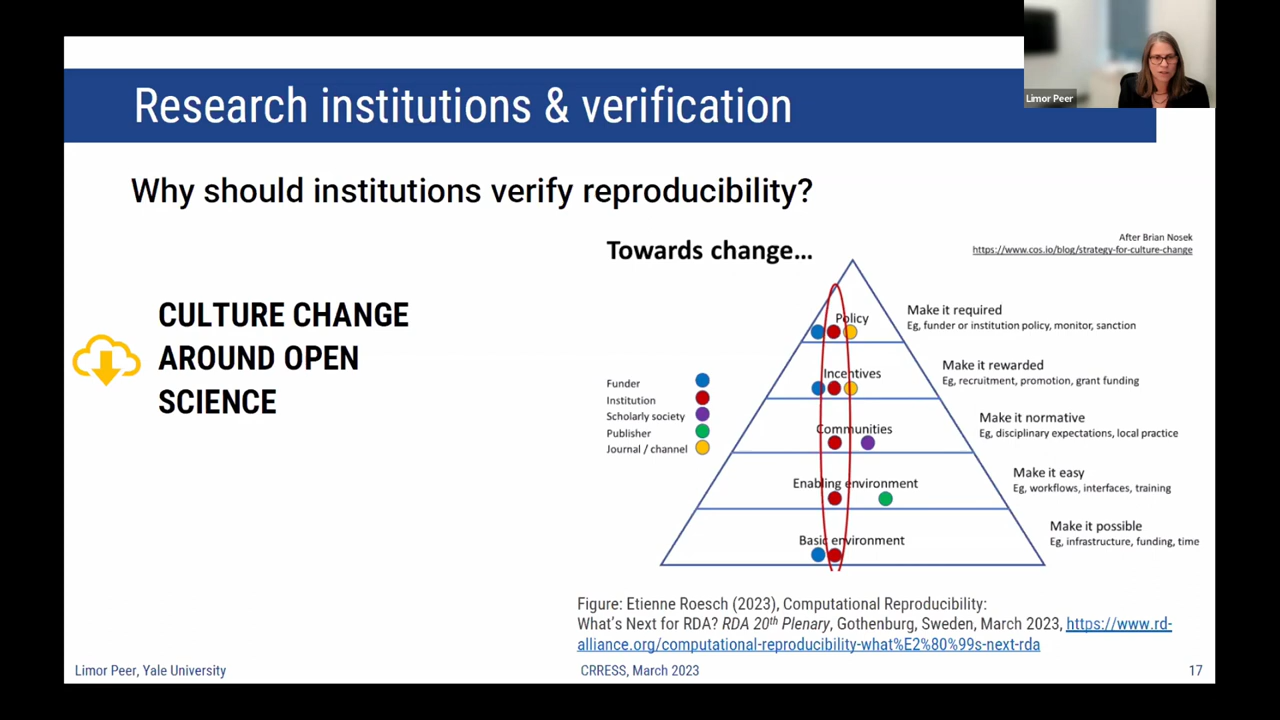 Limor Peer
Research institutions & verification
Why should institutions verify reproducibility?
CULTURE CHANGE
AROUND OPEN
SCIENCE
Towards change...
After Brian Nosek
https://www.cos.io/blog/strategy-for-culture-change
Funder
Institution
Scholarly society
Publisher
Journal / channel
Policy
Make it required
Eg, funder or institution policy, monitor, sanction
Incentives
Make it rewarded
Eg, recruitment, promotion, grant funding
Communities
Make it normative
Eg, disciplinary expectations, local practice
Enabling environment
Make it easy
Eg, workflows, interfaces, training
Basic environment
Make it possible
Eg, infrastructure, funding, time
Figure: Etienne Roesch (2023), Computational Reproducibility:
What’s Next for RDA? RDA 20th Plenary, Gothenburg, Sweden, March 2023, https://www.rd-
alliance.org/computational-reproducibility-what%E2%80%99s-next-rda
Limor Peer, Yale University
CRRESS, March 2023
17